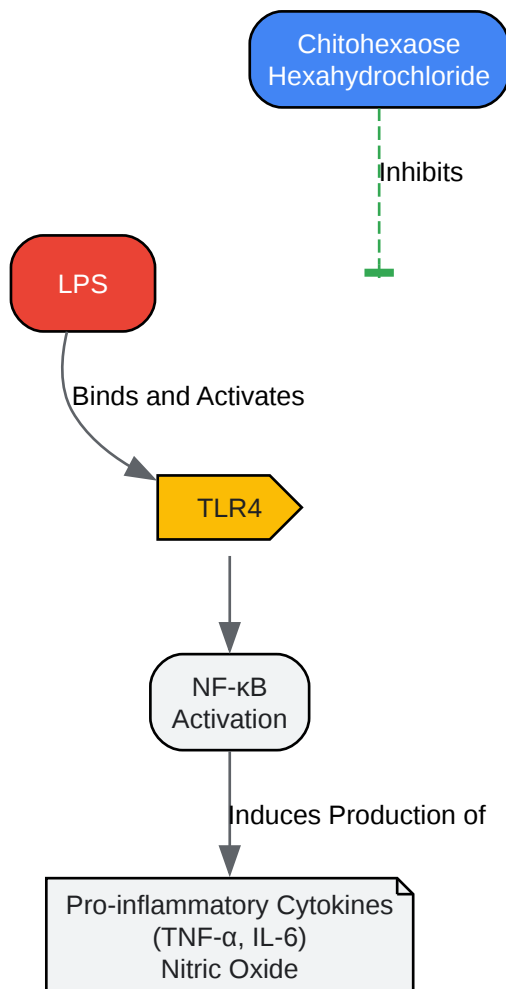 Chitohexaose
Hexahydrochloride
Inhibits
LPS
Binds and Activates
TLR4
NF-κB
Activation
Induces Production of
Pro-inflammatory Cytokines
(TNF-α, IL-6)
Nitric Oxide